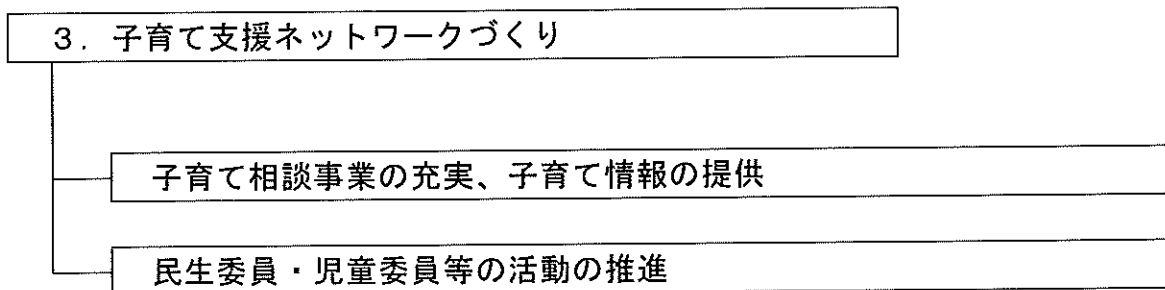 3．子育て支援ネットワークづくり
子育て相談事業の充実、子育て情報の提供
民生委員・児童委員等の活動の推進